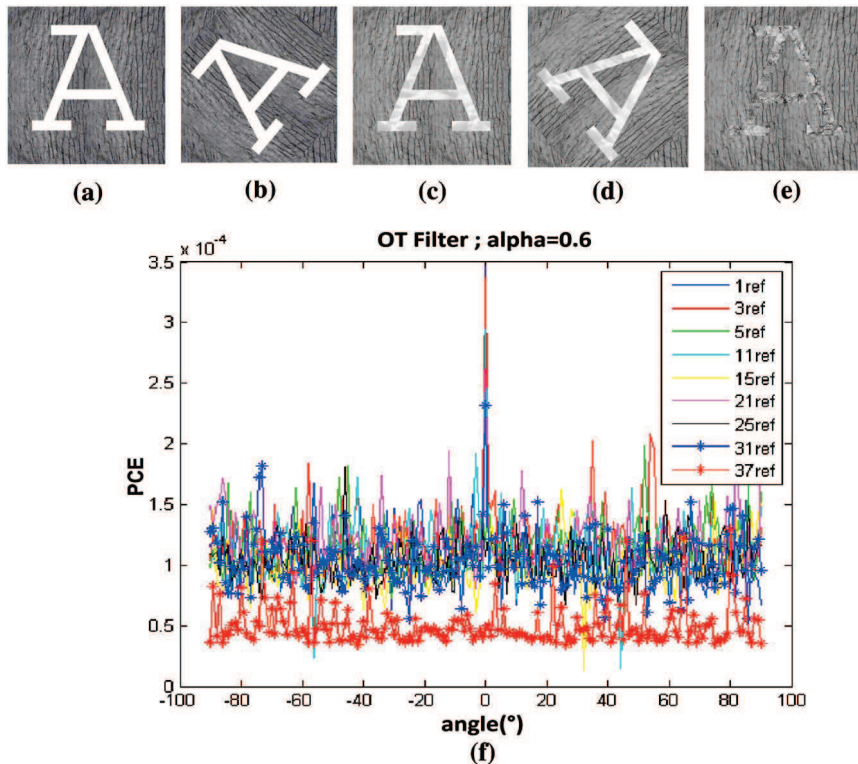 A A A A A
(a) (b) (c) (d) (e)
OT Filter ; alpha=0.6
x 10⁻⁴
3.5
3
2.5
2
1.5
1
0.5
0
PCE
1ref
3ref
5ref
11ref
15ref
21ref
25ref
31ref
37ref
-100 -80 -60 -40 -20 0 20 40 60 80 100
angle(°)
(f)